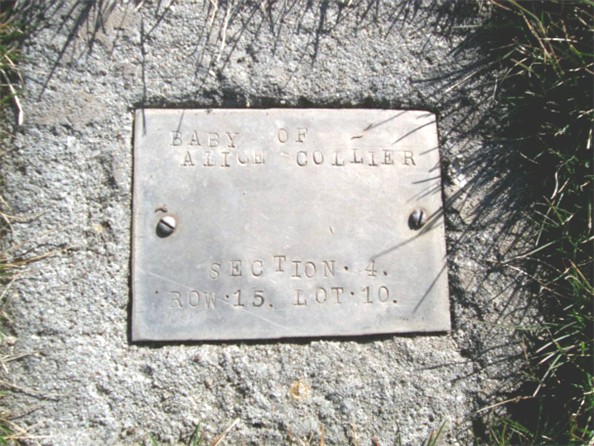 BABY OF ~
ALICE COLLIER
SECTION· 4.
ROW·15. LOT·10.